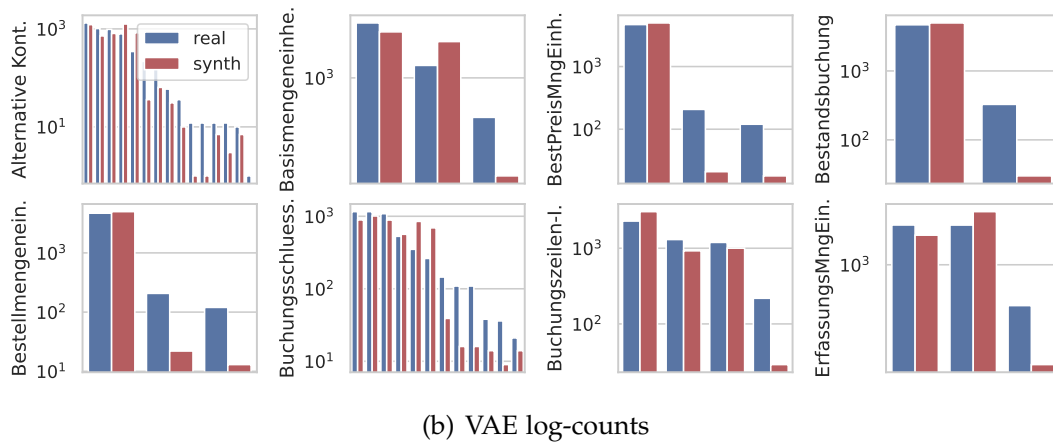 Alternative Kont.
10³
10¹
real
synth
Basismengeneinhe.
10³
BestPreisMngEinh.
10³
10²
Bestandsbuchung
10³
10²
Bestellmengenein.
10³
10²
10¹
Buchungsschluess.
10³
10²
10¹
Buchungszeilen-I.
10³
10²
ErfassungsMngEin.
10³
(b) VAE log-counts